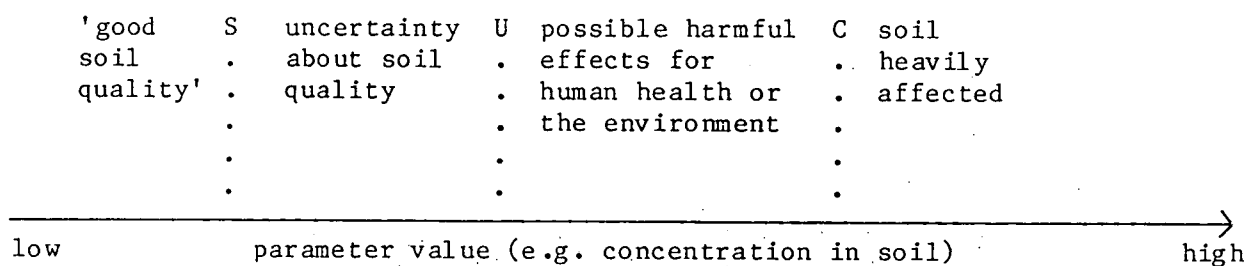 'good S uncertainty U possible harmful C soil
soil . about soil . effects for . heavily
quality' . quality . human health or . affected
. . the environment .
. . .
. . .
low parameter value (e.g. concentration in soil) high